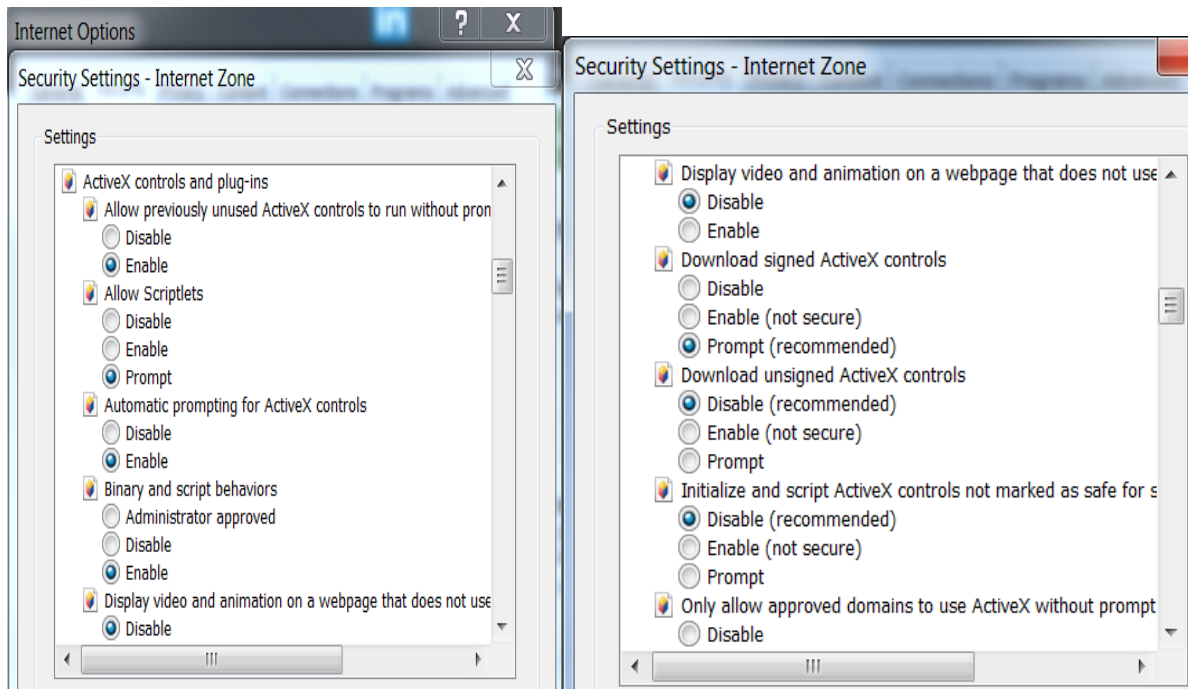 Internet Options
Security Settings - Internet Zone
Settings
ActiveX controls and plug-ins
Allow previously unused ActiveX controls to run without pron
Disable
Enable
Allow Scriptlets
Disable
Enable
Prompt
Automatic prompting for ActiveX controls
Disable
Enable
Binary and script behaviors
Administrator approved
Disable
Enable
Display video and animation on a webpage that does not use
Disable
Security Settings - Internet Zone
Settings
Display video and animation on a webpage that does not use
Disable
Enable
Download signed ActiveX controls
Disable
Enable (not secure)
Prompt (recommended)
Download unsigned ActiveX controls
Disable (recommended)
Enable (not secure)
Prompt
Initialize and script ActiveX controls not marked as safe for s
Disable (recommended)
Enable (not secure)
Prompt
Only allow approved domains to use ActiveX without prompt
Disable